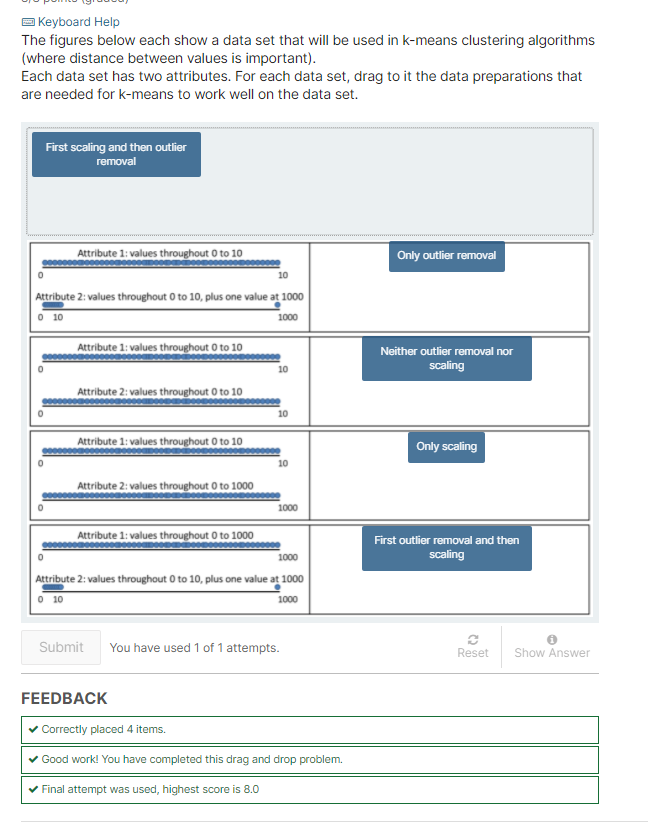 Keyboard Help
The figures below each show a data set that will be used in k-means clustering algorithms
(where distance between values is important).
Each data set has two attributes. For each data set, drag to it the data preparations that
are needed for k-means to work well on the data set.
First scaling and then outlier
removal
Attribute 1: values throughout 0 to 10
0 10
Attribute 2: values throughout 0 to 10, plus one value at 1000
0 10 1000
Only outlier removal
Attribute 1: values throughout 0 to 10
0 10
Attribute 2: values throughout 0 to 10
0 10
Neither outlier removal nor
scaling
Attribute 1: values throughout 0 to 10
0 10
Attribute 2: values throughout 0 to 1000
0 1000
Only scaling
Attribute 1: values throughout 0 to 1000
0 1000
Attribute 2: values throughout 0 to 10, plus one value at 1000
0 10 1000
First outlier removal and then
scaling
Submit You have used 1 of 1 attempts.
Reset
Show Answer
FEEDBACK
✔ Correctly placed 4 items.
✔ Good work! You have completed this drag and drop problem.
✔ Final attempt was used, highest score is 8.0